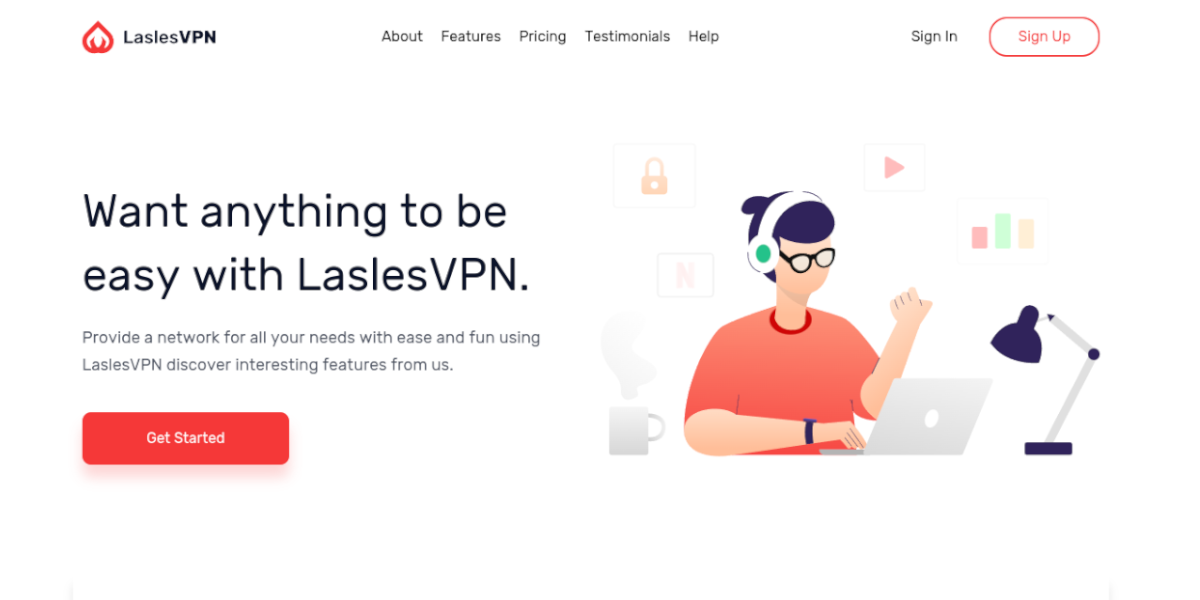 LaslesVPN
About Features Pricing Testimonials Help
Sign In Sign Up
Want anything to be
easy with LaslesVPN.
Provide a network for all your needs with ease and fun using
LaslesVPN discover interesting features from us.
Get Started
N